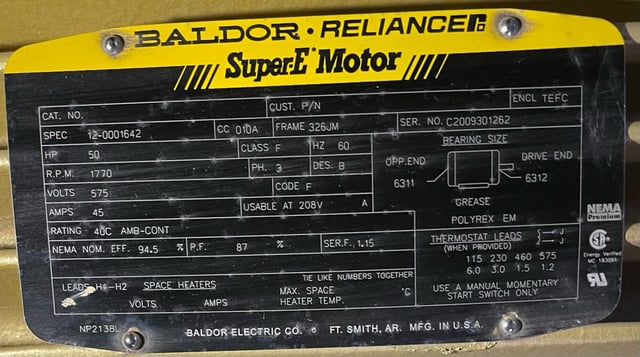 BALDOR • RELIANCER
Super-E® Motor
CAT. NO. CUST. P/N ENCL TEFC
SPEC 12-0001642 CC 010A FRAME 326JM SER. NO. C2009301262
HP 50 CLASS F HZ 60 BEARING SIZE
R.P.M. 1770 PH. 3 DES. B OPP.END DRIVE END
VOLTS 575 CODE F 6311 6312
AMPS 45 USABLE AT 208V A GREASE
RATING 40C AMB-CONT POLYREX EM
NEMA NOM. EFF. 94.5 % P.F. 87 % SER.F. 1.15 THERMOSTAT LEADS J
(WHEN PROVIDED) J
115 230 460 575
TIE LIKE NUMBERS TOGETHER 6.0 3.0 1.5 1.2
LEADS H1-H2 SPACE HEATERS MAX. SPACE °C USE A MANUAL MOMENTARY
VOLTS AMPS HEATER TEMP. START SWITCH ONLY
NEMA
Premium
Energy Verified
NP2138L BALDOR ELECTRIC CO. FT. SMITH, AR. MFG. IN U.S.A.